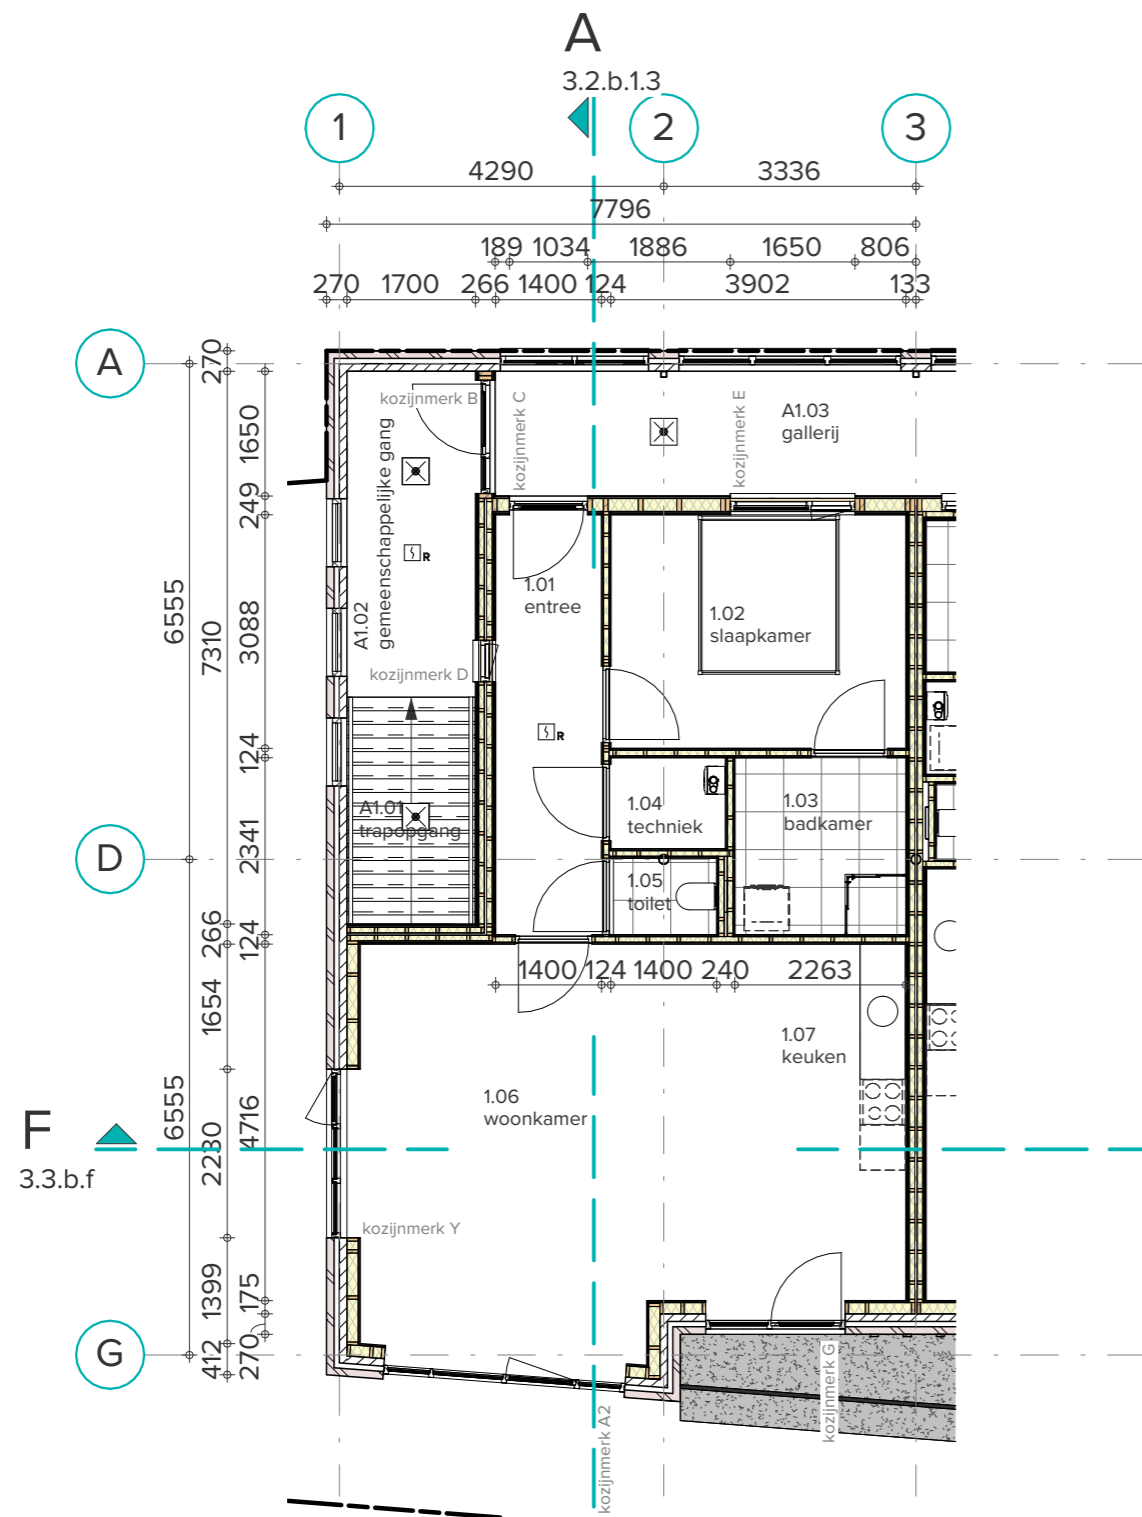 A
3.2.b.1.3
1
2
3
4290
3336
7796
189
1034
1886
1650
806
270
1700
266
1400
124
3902
133
A
270
1650
249
6555
7310
3088
124
2341
266
124
D
kozijnmerk B
kozijnmerk C
kozijnmerk E
A1.03
gallerij
A1.02
gemeenschappelijke gang
R
kozijnmerk D
1.01
entree
1.02
slaapkamer
R
A1.01
trapopgang
1.04
techniek
1.03
badkamer
1.05
toilet
1400
124
1400
240
2263
1654
6555
2280
4716
1399
175
412
270
1.07
keuken
1.06
woonkamer
F
3.3.b.f
kozijnmerk Y
G
kozijnmerk A2
kozijnmerk G